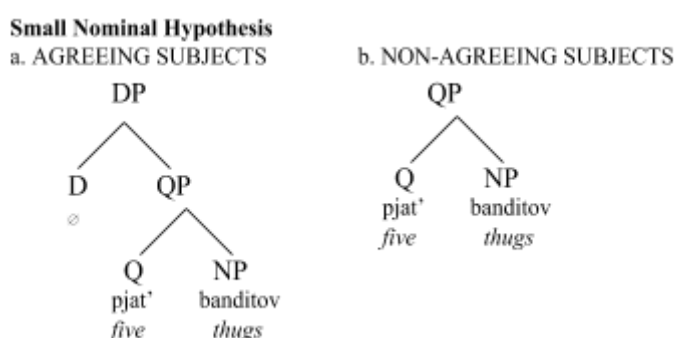 Small Nominal Hypothesis
a. AGREEING SUBJECTS b. NON-AGREEING SUBJECTS
DP QP
D QP Q NP
∅ pjat’ banditov
five thugs
Q NP
pjat’ banditov
five thugs